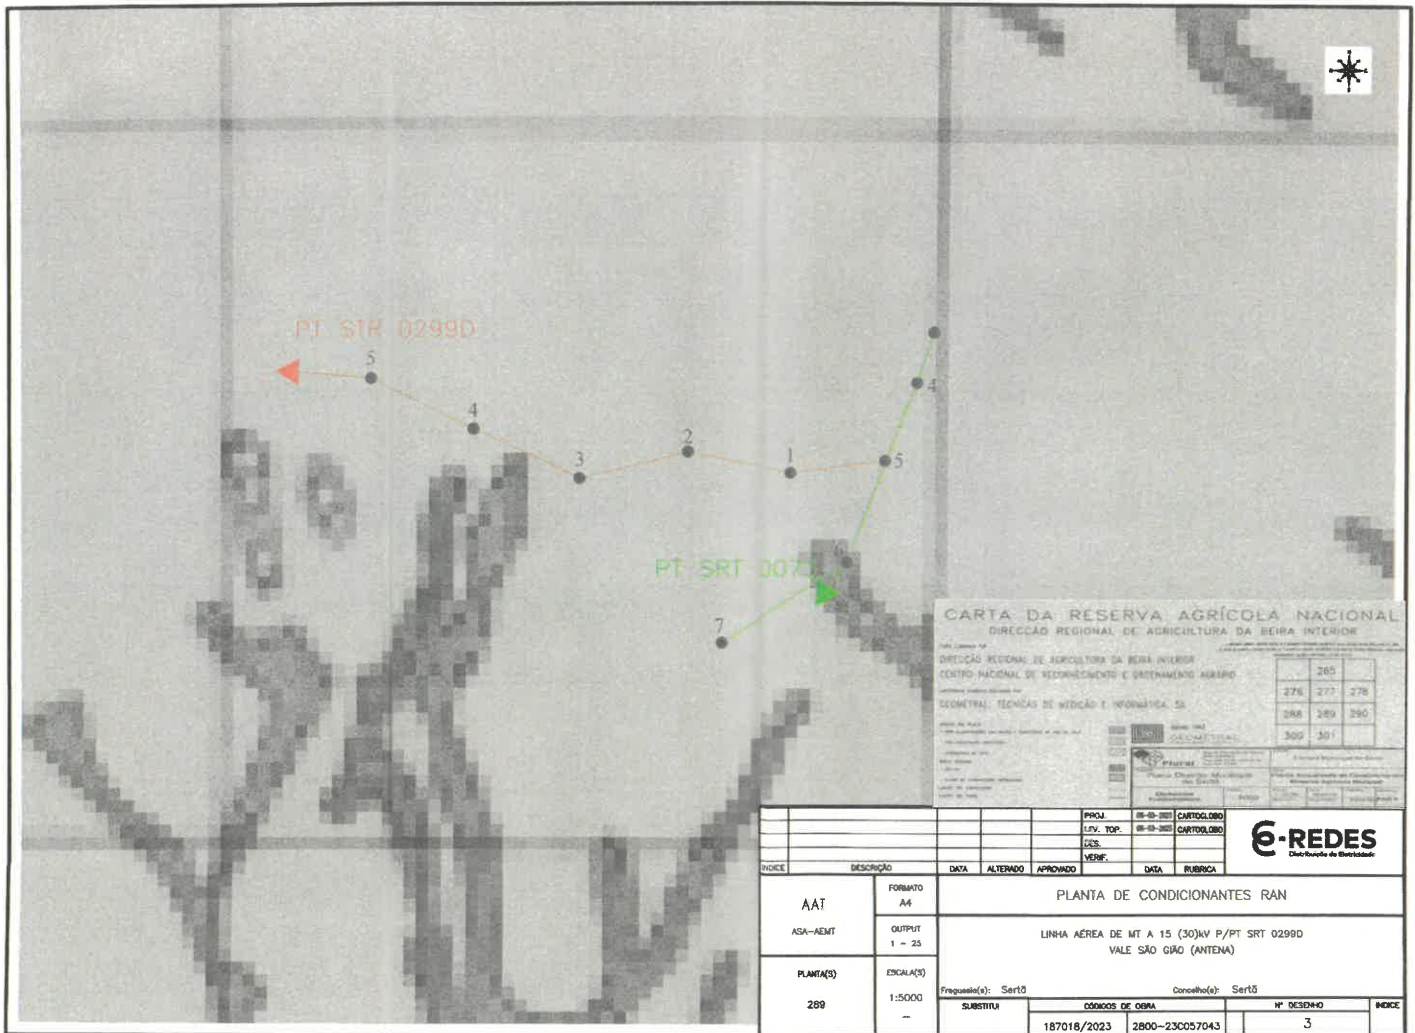 PT STR 0299D
5
4
3
2
1
4
5
6
PT SRT 007
7
CARTA DA RESERVA AGRÍCOLA NACIONAL
DIRECÇÃO REGIONAL DE AGRICULTURA DA BEIRA INTERIOR
DIRECÇÃO REGIONAL DE AGRICULTURA DA BEIRA INTERIOR
CENTRO NACIONAL DE RECONHECIMENTO E ORDENAMENTO AGRÁRIO
GEOMETRAL, TÉCNICAS DE MEDIÇÃO E INFORMÁTICA, SA
265
276 277 278
288 289 290
300 301
GEOMETRAL
Plural
PROJ. CARTOGLOBO
LEV. TOP. CARTOGLOBO
DES.
VERIF.
INDICE DESCRIÇÃO DATA ALTERADO APROVADO DATA RUBRICA
E-REDES
Distribuição de Eletricidade
AAT
ASA-AEMT
FORMATO
A4
OUTPUT
1 - 25
PLANTA DE CONDICIONANTES RAN
LINHA AÉREA DE MT A 15 (30)kV P/PT SRT 0299D
VALE SÃO GIÃO (ANTENA)
PLANTA(S)
289
ESCALA(S)
1:5000
--
Freguesia(s): Sertã Concelho(s): Sertã
SUBSTITUI CÓDIGOS DE OBRA Nº DESENHO INDICE
187018/2023 2800-23C057043 3